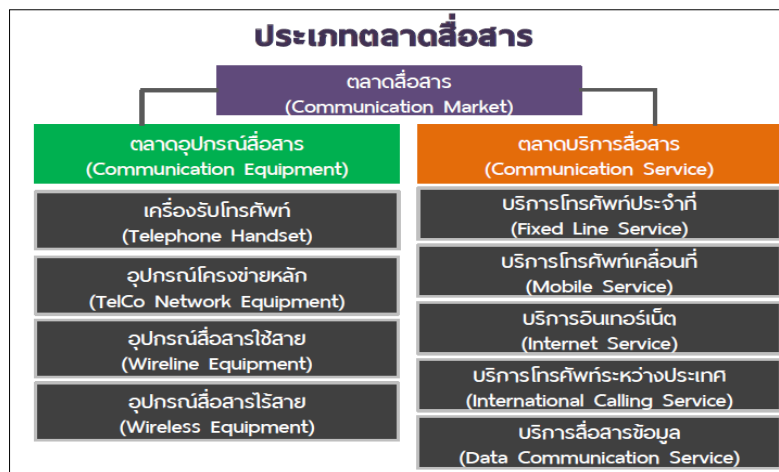 ประเภทตลาดสื่อสาร
ตลาดสื่อสาร
(Communication Market)
ตลาดอุปกรณ์สื่อสาร
(Communication Equipment)
เครื่องรับโทรศัพท์
(Telephone Handset)
อุปกรณ์โครงข่ายหลัก
(TelCo Network Equipment)
อุปกรณ์สื่อสารใช้สาย
(Wireline Equipment)
อุปกรณ์สื่อสารไร้สาย
(Wireless Equipment)
ตลาดบริการสื่อสาร
(Communication Service)
บริการโทรศัพท์ประจำที่
(Fixed Line Service)
บริการโทรศัพท์เคลื่อนที่
(Mobile Service)
บริการอินเทอร์เน็ต
(Internet Service)
บริการโทรศัพท์ระหว่างประเทศ
(International Calling Service)
บริการสื่อสารข้อมูล
(Data Communication Service)